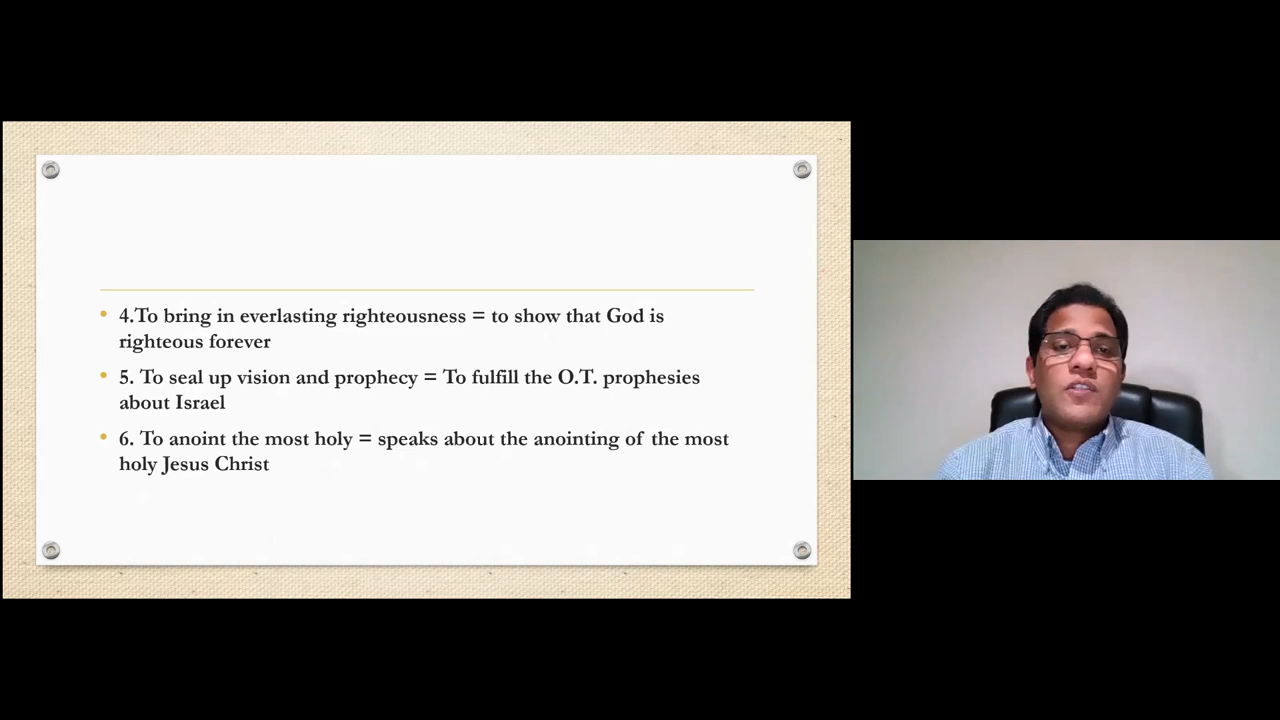 4.To bring in everlasting righteousness = to show that God is
righteous forever
5. To seal up vision and prophecy = To fulfill the O.T. prophesies
about Israel
6. To anoint the most holy = speaks about the anointing of the most
holy Jesus Christ